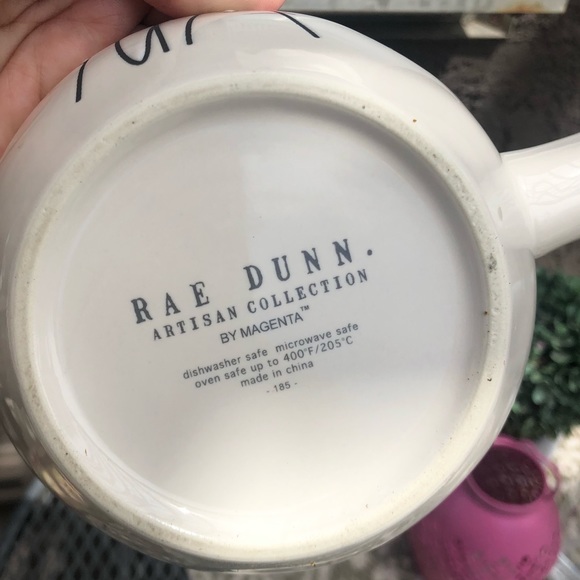 RAE DUNN.
ARTISAN COLLECTION
BY MAGENTA™
dishwasher safe microwave safe
oven safe up to 400°F/205°C
made in china
- 185 -